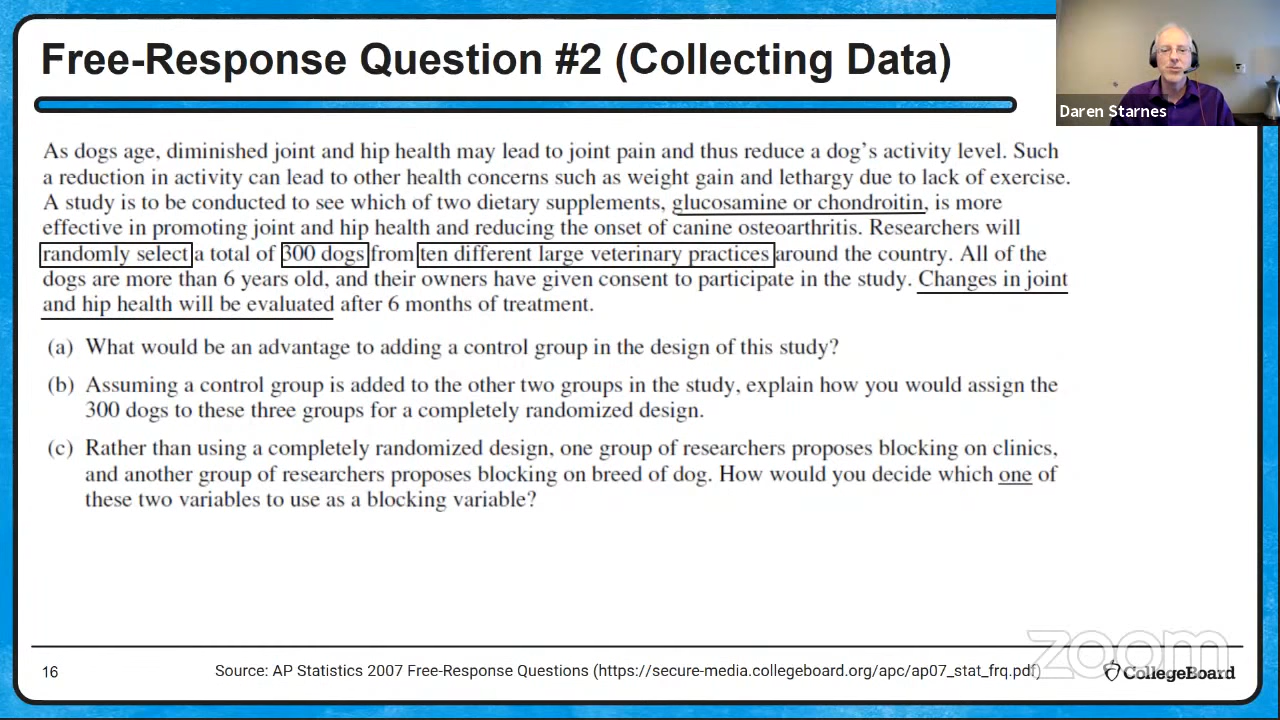 Free-Response Question #2 (Collecting Data)
Daren Starnes
As dogs age, diminished joint and hip health may lead to joint pain and thus reduce a dog's activity level. Such
a reduction in activity can lead to other health concerns such as weight gain and lethargy due to lack of exercise.
A study is to be conducted to see which of two dietary supplements, glucosamine or chondroitin, is more
effective in promoting joint and hip health and reducing the onset of canine osteoarthritis. Researchers will
randomly select a total of 300 dogs from ten different large veterinary practices around the country. All of the
dogs are more than 6 years old, and their owners have given consent to participate in the study. Changes in joint
and hip health will be evaluated after 6 months of treatment.
(a) What would be an advantage to adding a control group in the design of this study?
(b) Assuming a control group is added to the other two groups in the study, explain how you would assign the
300 dogs to these three groups for a completely randomized design.
(c) Rather than using a completely randomized design, one group of researchers proposes blocking on clinics,
and another group of researchers proposes blocking on breed of dog. How would you decide which one of
these two variables to use as a blocking variable?
zoom
16
Source: AP Statistics 2007 Free-Response Questions (https://secure-media.collegeboard.org/apc/ap07_stat_frq.pdf)
CollegeBoard